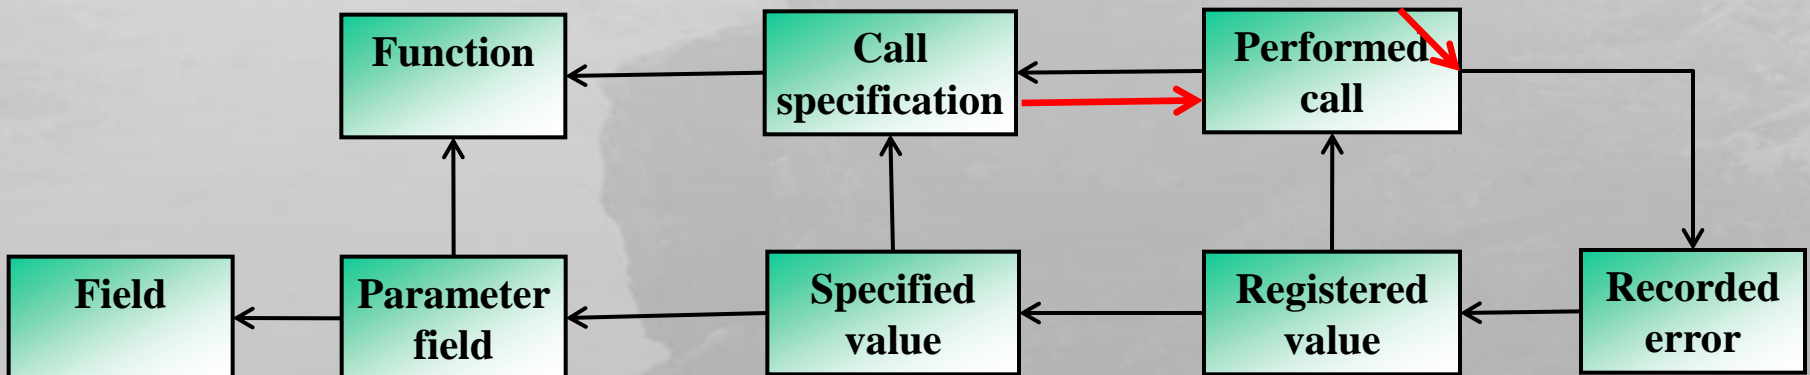 Function
Call
specification
Performed
call
Field
Parameter
field
Specified
value
Registered
value
Recorded
error